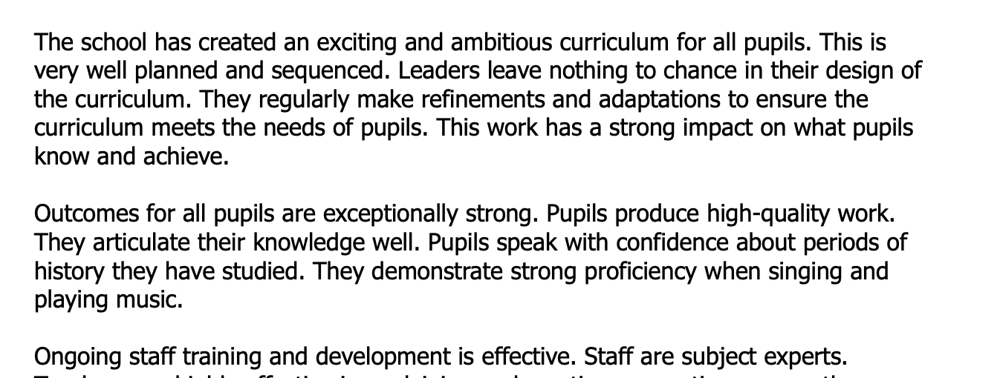 The school has created an exciting and ambitious curriculum for all pupils. This is
very well planned and sequenced. Leaders leave nothing to chance in their design of
the curriculum. They regularly make refinements and adaptations to ensure the
curriculum meets the needs of pupils. This work has a strong impact on what pupils
know and achieve.
Outcomes for all pupils are exceptionally strong. Pupils produce high-quality work.
They articulate their knowledge well. Pupils speak with confidence about periods of
history they have studied. They demonstrate strong proficiency when singing and
playing music.
Ongoing staff training and development is effective. Staff are subject experts.